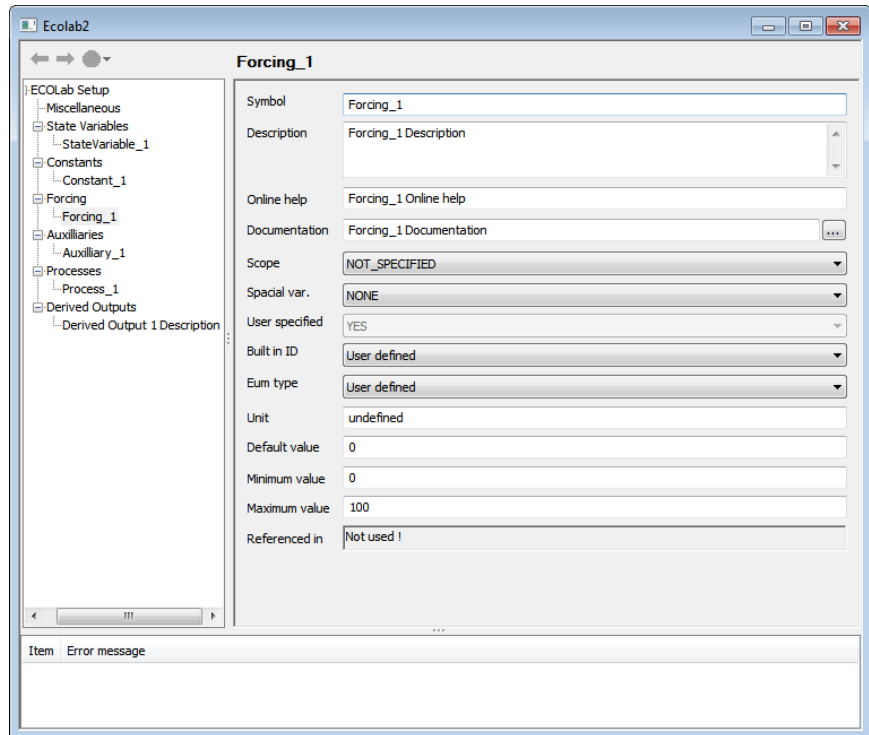 Ecolab2
Forcing_1
ECOLab Setup
Miscellaneous
State Variables
StateVariable_1
Constants
Constant_1
Forcing
Forcing_1
Auxilliaries
Auxilliary_1
Processes
Process_1
Derived Outputs
Derived Output 1 Description
Symbol Forcing_1
Description Forcing_1 Description
Online help Forcing_1 Online help
Documentation Forcing_1 Documentation ...
Scope NOT_SPECIFIED
Spacial var. NONE
User specified YES
Built in ID User defined
Eum type User defined
Unit undefined
Default value 0
Minimum value 0
Maximum value 100
Referenced in Not used !
Item Error message